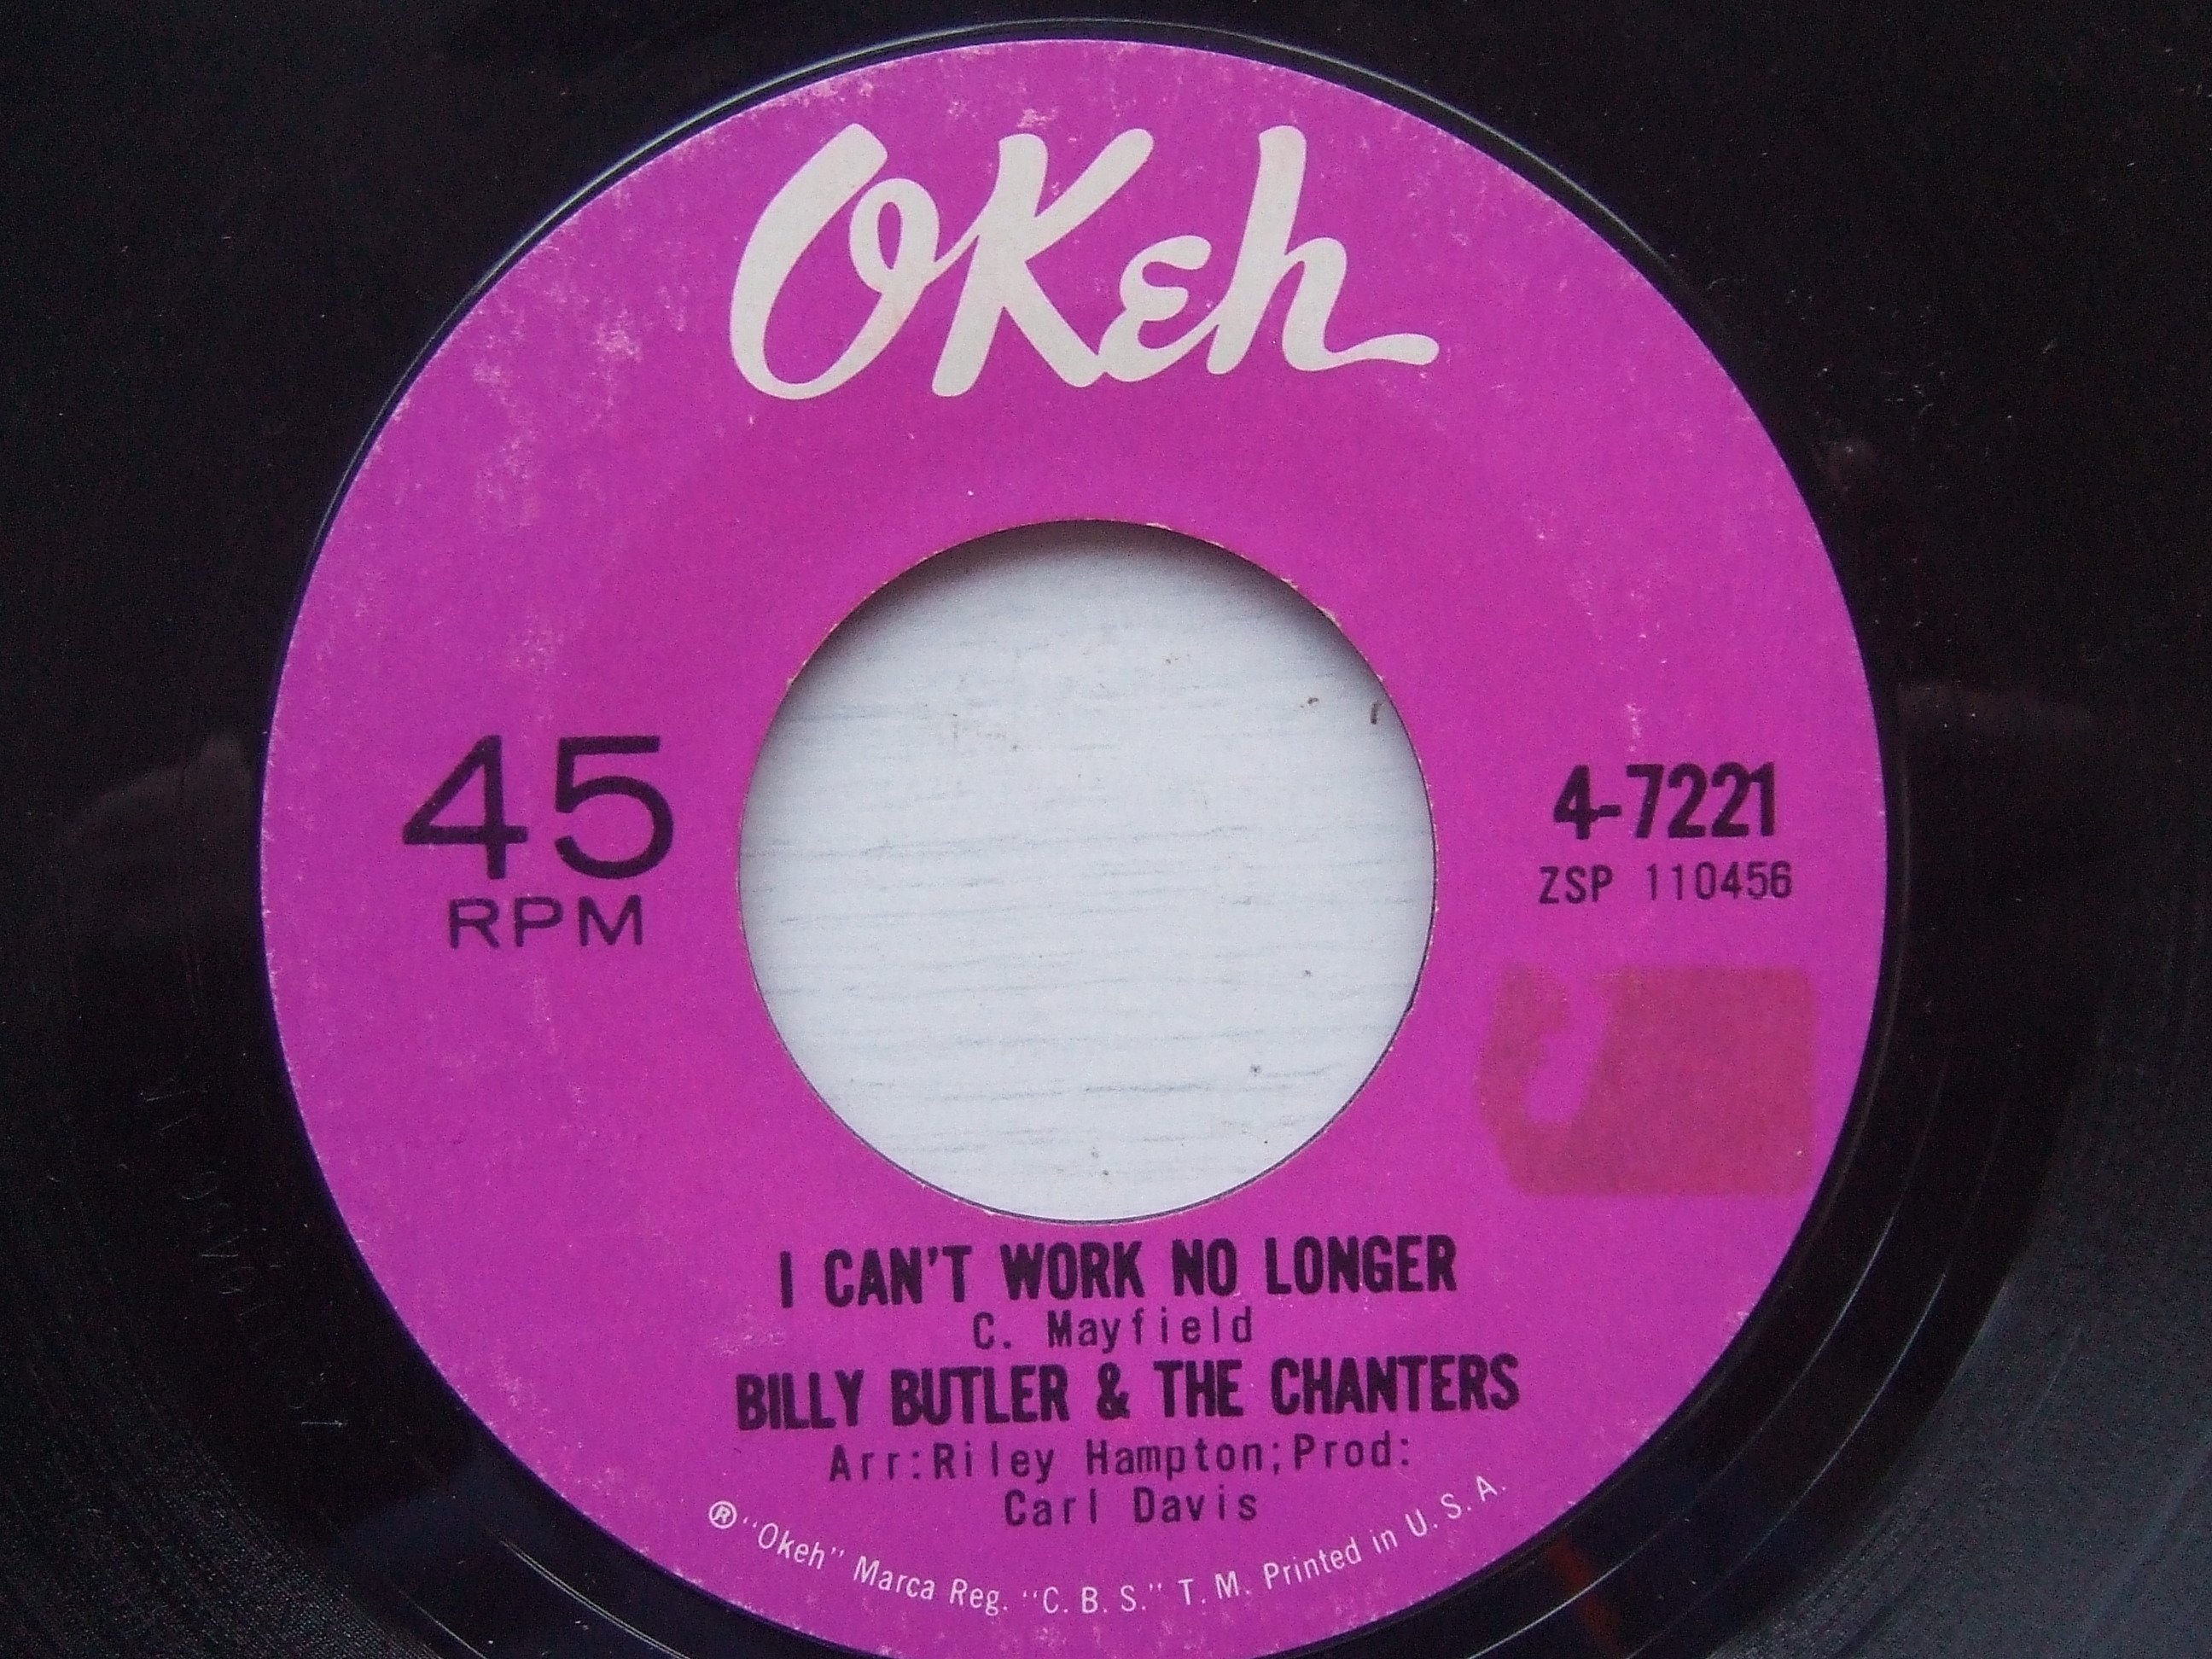 OKeh
45
RPM
4-7221
ZSP 110456
I CAN'T WORK NO LONGER
C. Mayfield
BILLY BUTLER & THE CHANTERS
Arr:Riley Hampton;Prod:
Carl Davis
® "Okeh" Marca Reg. "C. B. S." T. M. Printed in U. S. A.